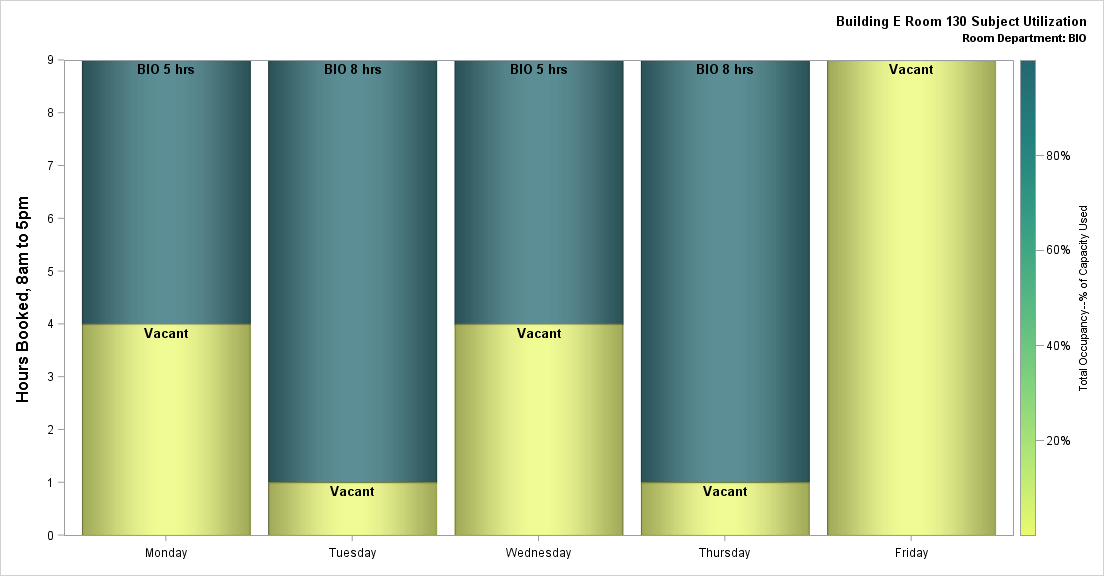 Building E Room 130 Subject Utilization
Room Department: BIO
Hours Booked, 8am to 5pm
9
8
7
6
5
4
3
2
1
0
BIO 5 hrs
BIO 8 hrs
BIO 5 hrs
BIO 8 hrs
Vacant
Vacant
Vacant
Vacant
Vacant
Monday
Tuesday
Wednesday
Thursday
Friday
80%
60%
40%
20%
Total Occupancy--% of Capacity Used